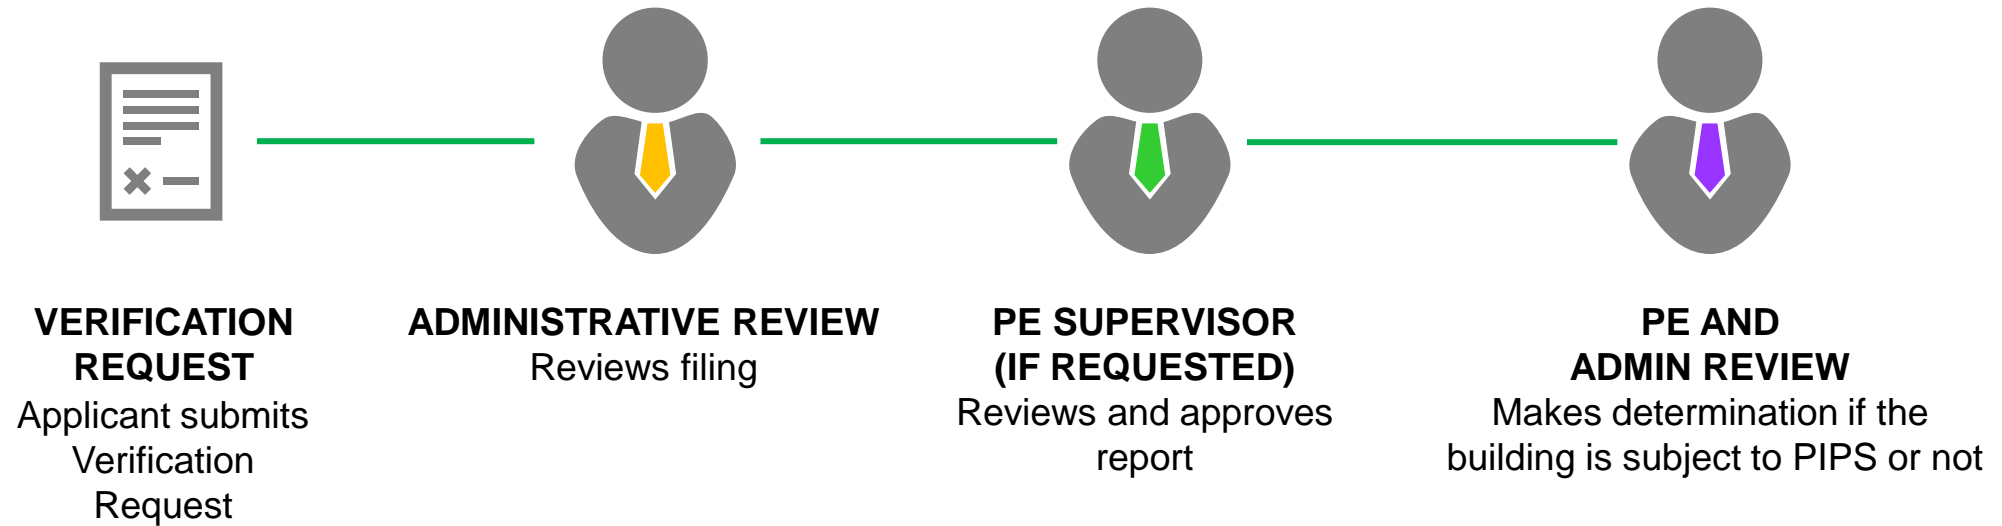 VERIFICATION
REQUEST
Applicant submits
Verification
Request
ADMINISTRATIVE REVIEW
Reviews filing
PE SUPERVISOR
(IF REQUESTED)
Reviews and approves
report
PE AND
ADMIN REVIEW
Makes determination if the
building is subject to PIPS or not